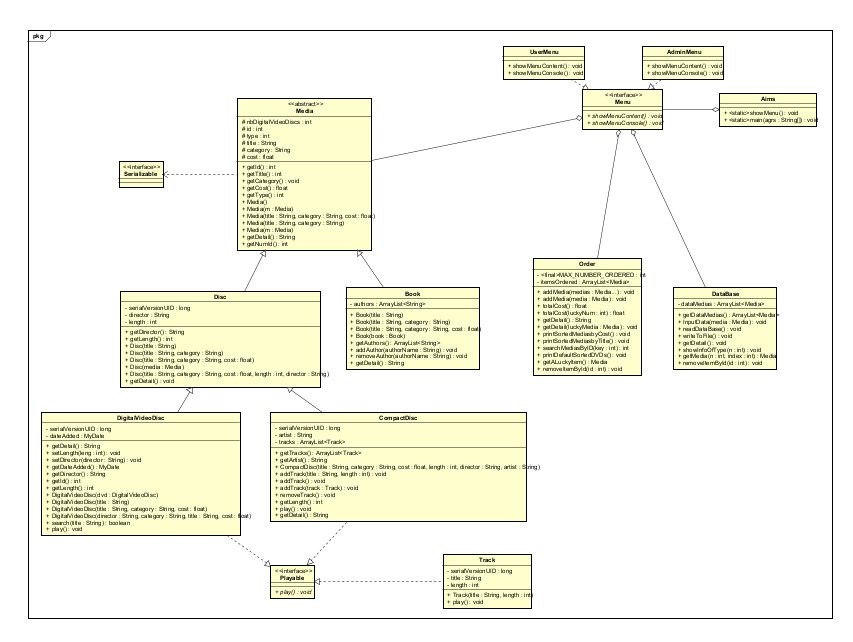 pkg
UserMenu
+ showMenuContent() : void
+ showMenuConsole() : void
AdminMenu
+ showMenuContent() : void
+ showMenuConsole() : void
<<interface>>
Menu
+ showMenuContent() : void
+ showMenuConsole() : void
Aims
+ <static>showMenu() : void
+ <static>main(agrs : String[]) : void
<<abstract>>
Media
# nbDigitalVideoDiscs : int
# id : int
# type : int
# title : String
# category : String
# cost : float
+ getId() : int
+ getTitle() : int
+ getCategory() : void
+ getCost() : float
+ getType() : int
+ Media()
+ Media(m : Media)
+ Media(title : String, category : String, cost : float)
+ Media(title : String, category : String)
+ Media(m : Media)
+ getDetail() : String
+ getNumId() : int
<<interface>>
Serializable
Disc
- serialVersionUID : long
- director : String
- length : int
+ getDirector() : String
+ getLength() : int
+ Disc(title : String)
+ Disc(title : String, category : String)
+ Disc(title : String, category : String, cost : float)
+ Disc(media : Media)
+ Disc(title : String, category : String, cost : float, length : int, director : String)
+ getDetail() : void
Book
- authors : ArrayList<String>
+ Book(title : String)
+ Book(title : String, category : String)
+ Book(title : String, category : String, cost : float)
+ Book(book : Book)
+ getAuthors() : ArrayList<String>
+ addAuthor(authorName : String) : void
+ removeAuthor(authorName : String) : void
+ getDetail() : String
Order
- <final>MAX_NUMBER_ORDERED : int
- itemsOrdered : ArrayList<Media>
+ addMedia(medias : Media...) : void
+ addMedia(media : Media) : void
+ totalCost() : float
+ totalCost(luckyNum : int) : float
+ getDetail() : String
+ getDetail(luckyMedia : Media) : String
+ printSortedMediasbyCost() : void
+ printSortedMediasbyTitle() : void
+ searchMediasByID(key : int) : int
+ printDefaultSortedDVDs() : void
+ getALuckyItem() : Media
+ removeItembyId(id : int) : void
DataBase
- dataMedias : ArrayList<Media>
+ getDataMedias() : ArrayList<Media>
+ InputData(media : Media) : void
+ readDataBase() : void
+ writeToFile() : void
+ getDetail() : void
+ showInfoOfType(n : int) : void
+ getMedia(n : int, index : int) : Media
+ removeItemById(id : int) : void
DigitalVideoDisc
- serialVersionUID : long
- dateAdded : MyDate
+ getDetail() : String
+ setLength(leng : int) : void
+ setDirector(director : String) : void
+ getDateAdded() : MyDate
+ getDirector() : String
+ getId() : int
+ getLength() : int
+ DigitalVideoDisc(dvd : DigitalVideoDisc)
+ DigitalVideoDisc(title : String)
+ DigitalVideoDisc(title : String, category : String, cost : float)
+ DigitalVideoDisc(director : String, category : String, title : String, cost : float)
+ search(title : String) : boolean
+ play() : void
CompactDisc
- serialVersionUID : long
- artist : String
- tracks : ArrayList<Track>
+ getTracks() : ArrayList<Track>
+ getArtist() : String
+ CompactDisc(title : String, category : String, cost : float, length : int, director : String, artist : String)
+ addTrack(title : String, length : int) : void
+ addTrack() : void
+ addTrack(track : Track) : void
+ removeTrack() : void
+ getLength() : int
+ play() : void
+ getDetail() : String
<<interface>>
Playable
+ play() : void
Track
- serialVersionUID : long
- title : String
- length : int
+ Track(title : String, length : int)
+ play() : void